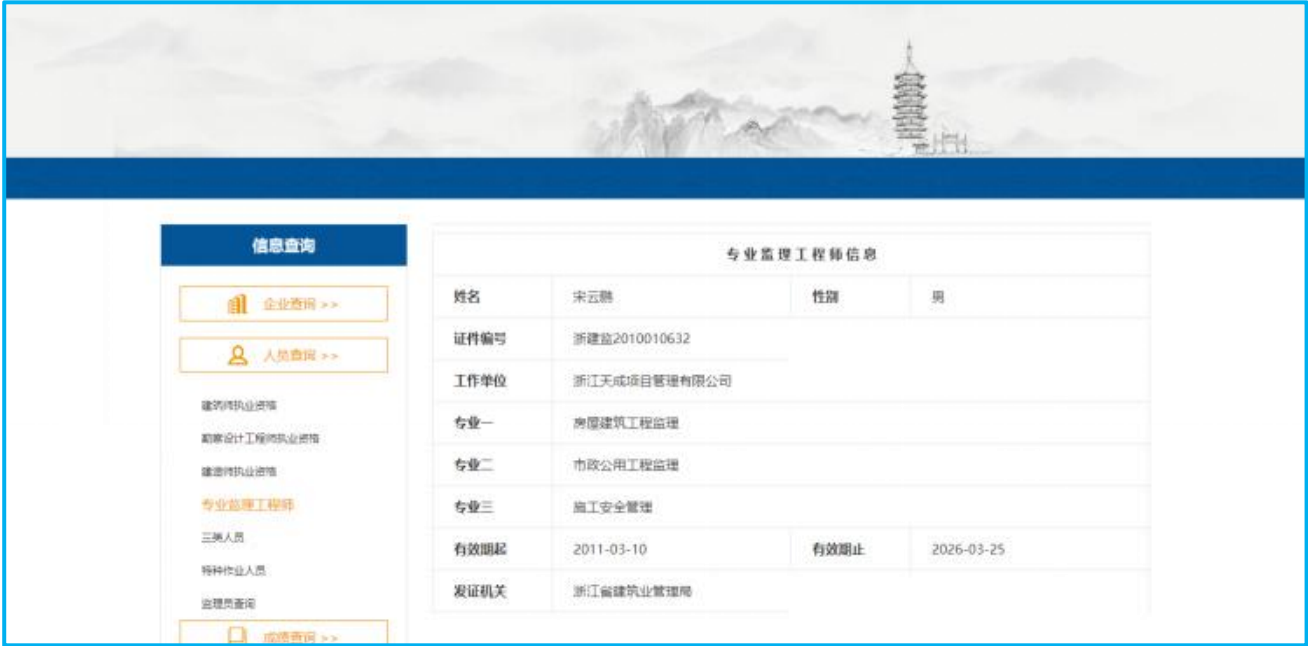 信息查询
企业查询 >>
人员查询 >>
建筑师执业资格
勘察设计工程师执业资格
建造师执业资格
专业监理工程师
三类人员
特种作业人员
监理员查询
成绩查询 >>
专业监理工程师信息
姓名 宋云鹏 性别 男
证件编号 浙建监2010010632
工作单位 浙江天成项目管理有限公司
专业一 房屋建筑工程监理
专业二 市政公用工程监理
专业三 施工安全管理
有效期起 2011-03-10 有效期止 2026-03-25
发证机关 浙江省建筑业管理局